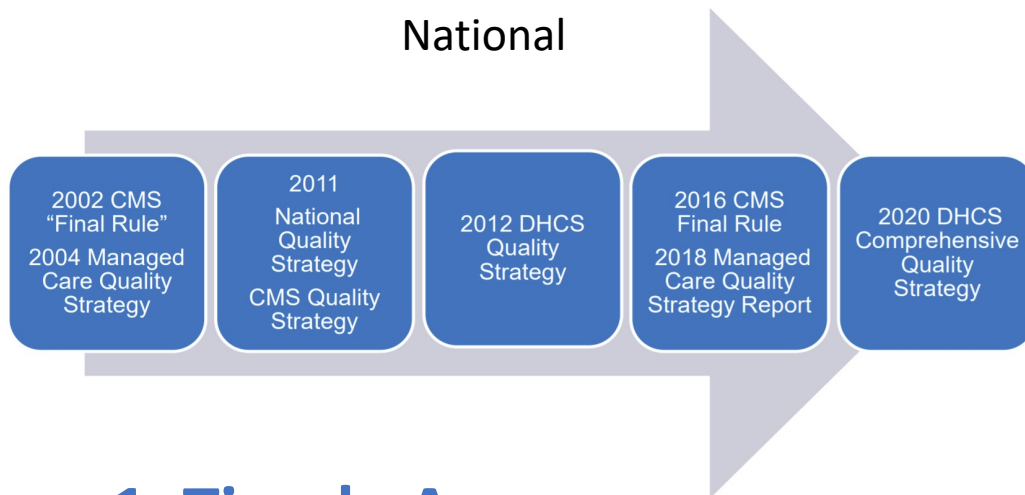 National
2002 CMS
“Final Rule”
2004 Managed
Care Quality
Strategy
2011
National
Quality
Strategy
CMS Quality
Strategy
2012 DHCS
Quality
Strategy
2016 CMS
Final Rule
2018 Managed
Care Quality
Strategy Report
2020 DHCS
Comprehensive
Quality
Strategy